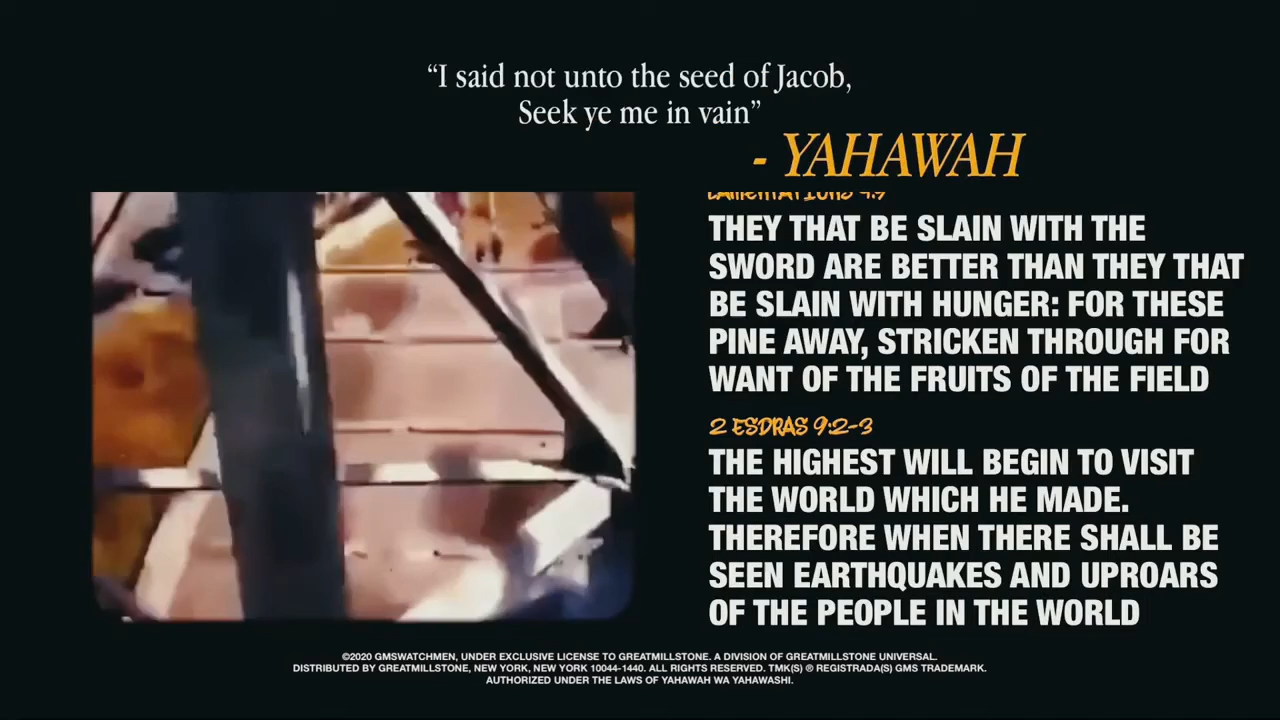 “I said not unto the seed of Jacob,
Seek ye me in vain”
- YAHAWAH
LAMENTATIONS 4:9
THEY THAT BE SLAIN WITH THE
SWORD ARE BETTER THAN THEY THAT
BE SLAIN WITH HUNGER: FOR THESE
PINE AWAY, STRICKEN THROUGH FOR
WANT OF THE FRUITS OF THE FIELD
2 ESDRAS 9:2-3
THE HIGHEST WILL BEGIN TO VISIT
THE WORLD WHICH HE MADE.
THEREFORE WHEN THERE SHALL BE
SEEN EARTHQUAKES AND UPROARS
OF THE PEOPLE IN THE WORLD
©2020 GMSWATCHMEN, UNDER EXCLUSIVE LICENSE TO GREATMILLSTONE. A DIVISION OF GREATMILLSTONE UNIVERSAL.
DISTRIBUTED BY GREATMILLSTONE, NEW YORK, NEW YORK 10044-1440. ALL RIGHTS RESERVED. TMK(S) ® REGISTRADA(S) GMS TRADEMARK.
AUTHORIZED UNDER THE LAWS OF YAHAWAH WA YAHAWASHI.